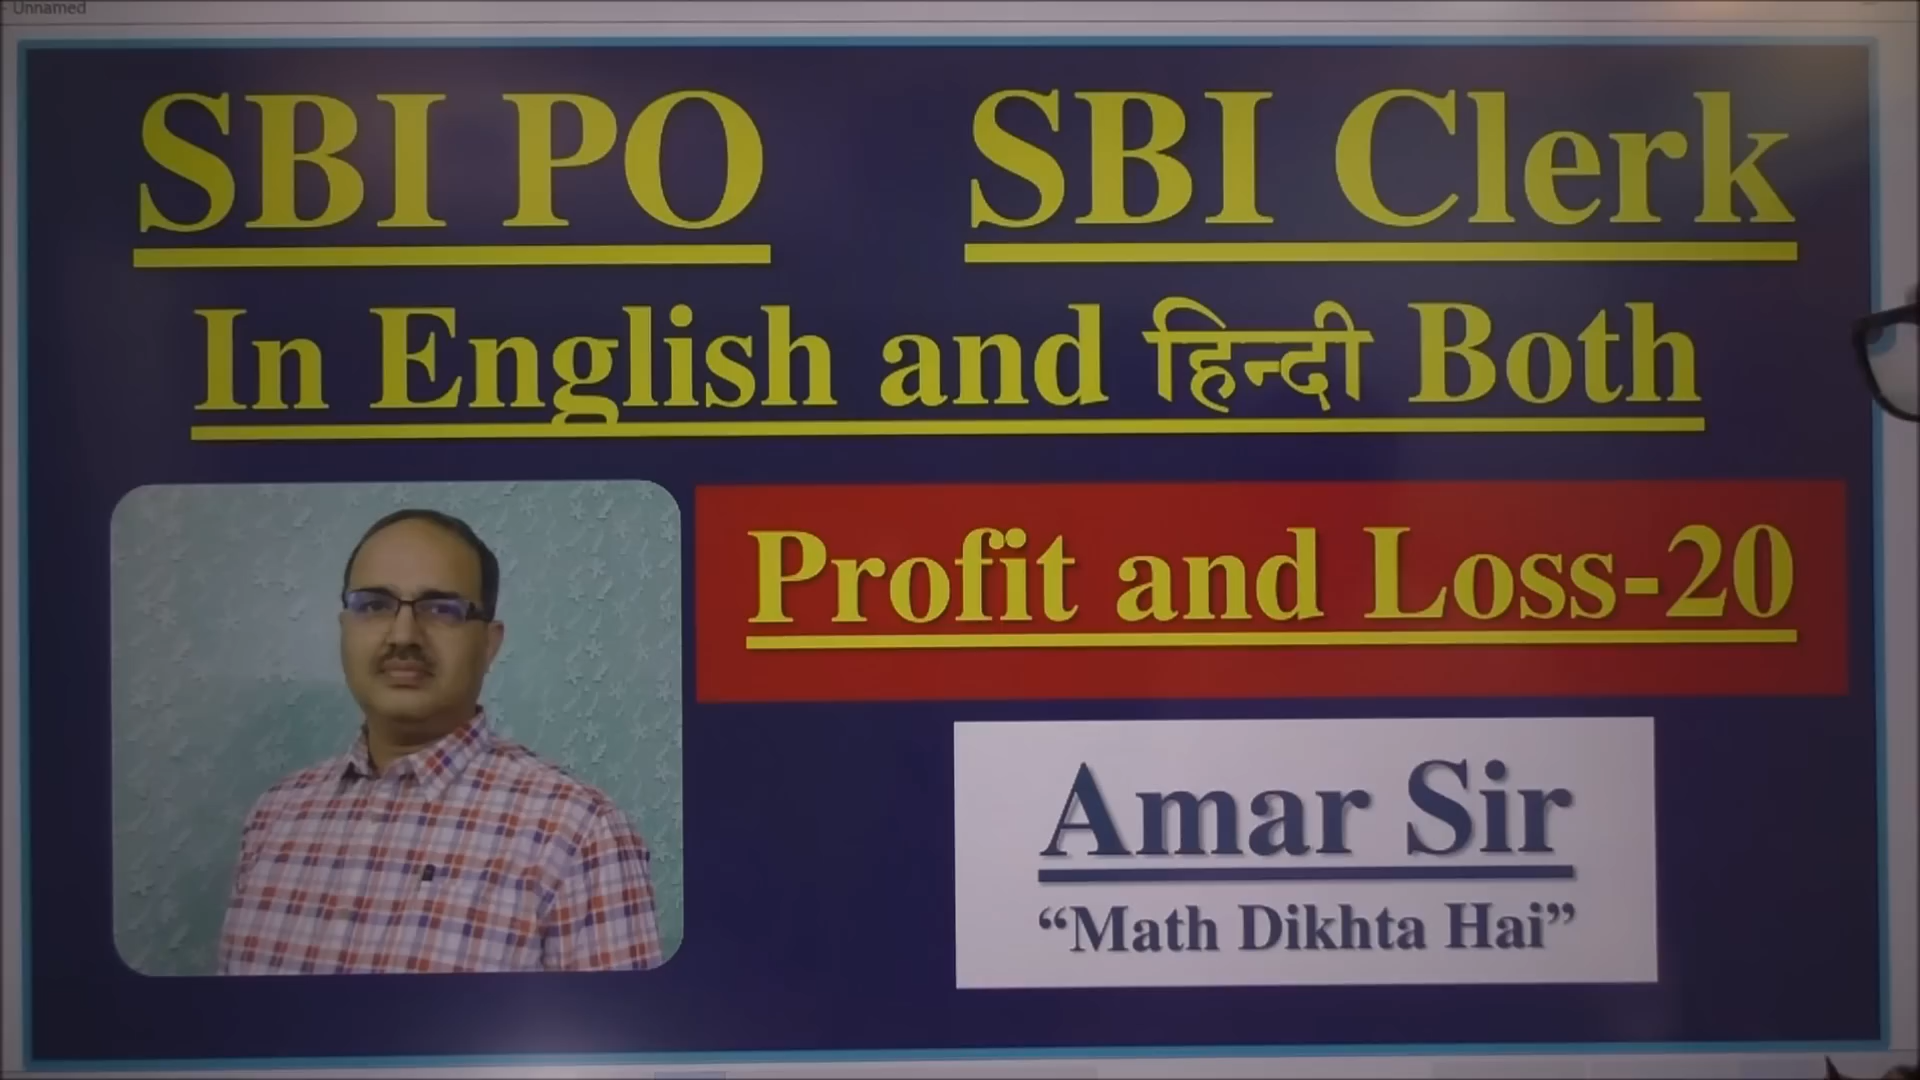 Unnamed
SBI PO SBI Clerk
In English and हिन्दी Both
Profit and Loss-20
Amar Sir
“Math Dikhta Hai”